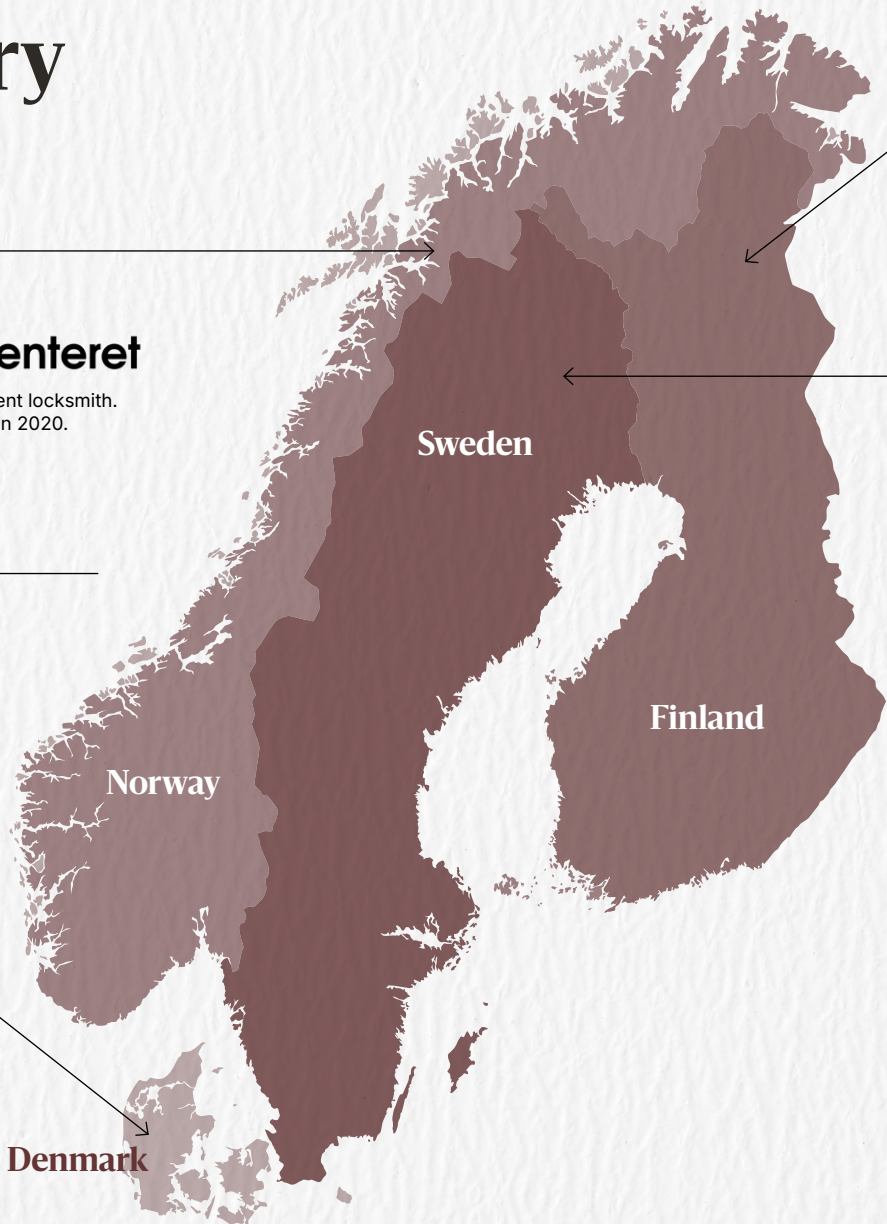 ry
enteret
ent locksmith.
n 2020.
Sweden
Finland
Norway
Denmark